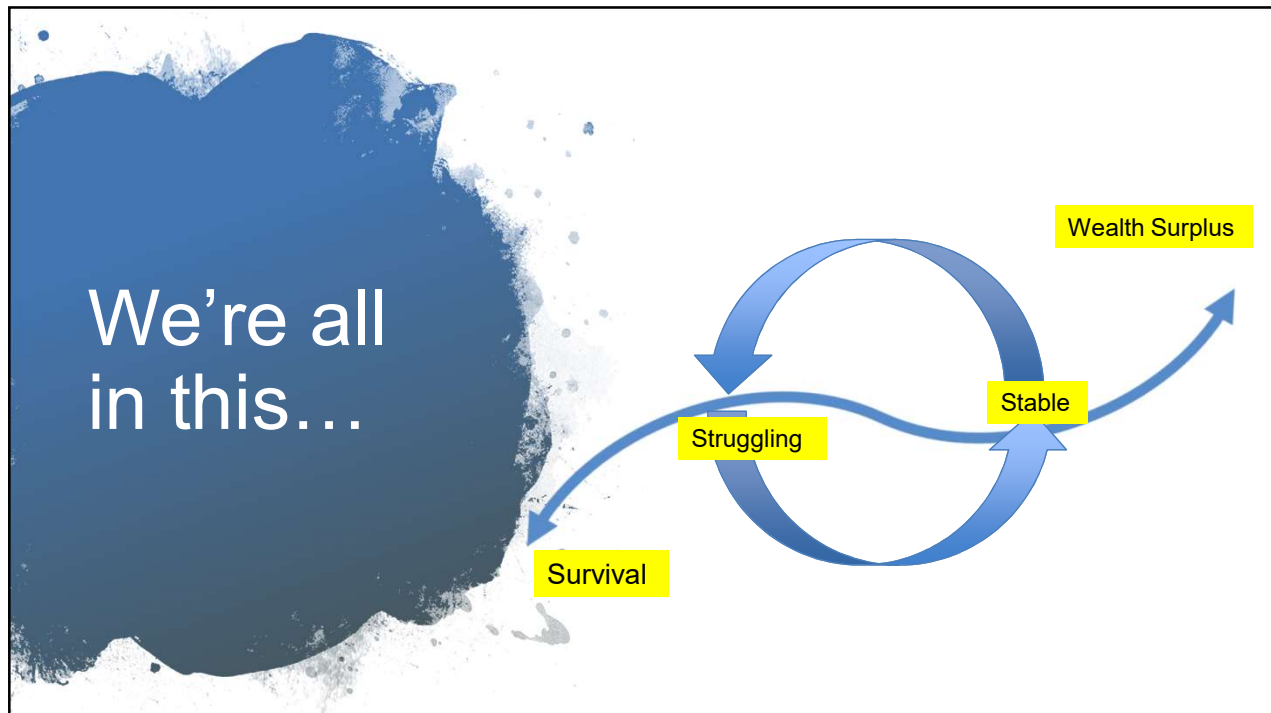 We’re all
in this…
Wealth Surplus
Stable
Struggling
Survival